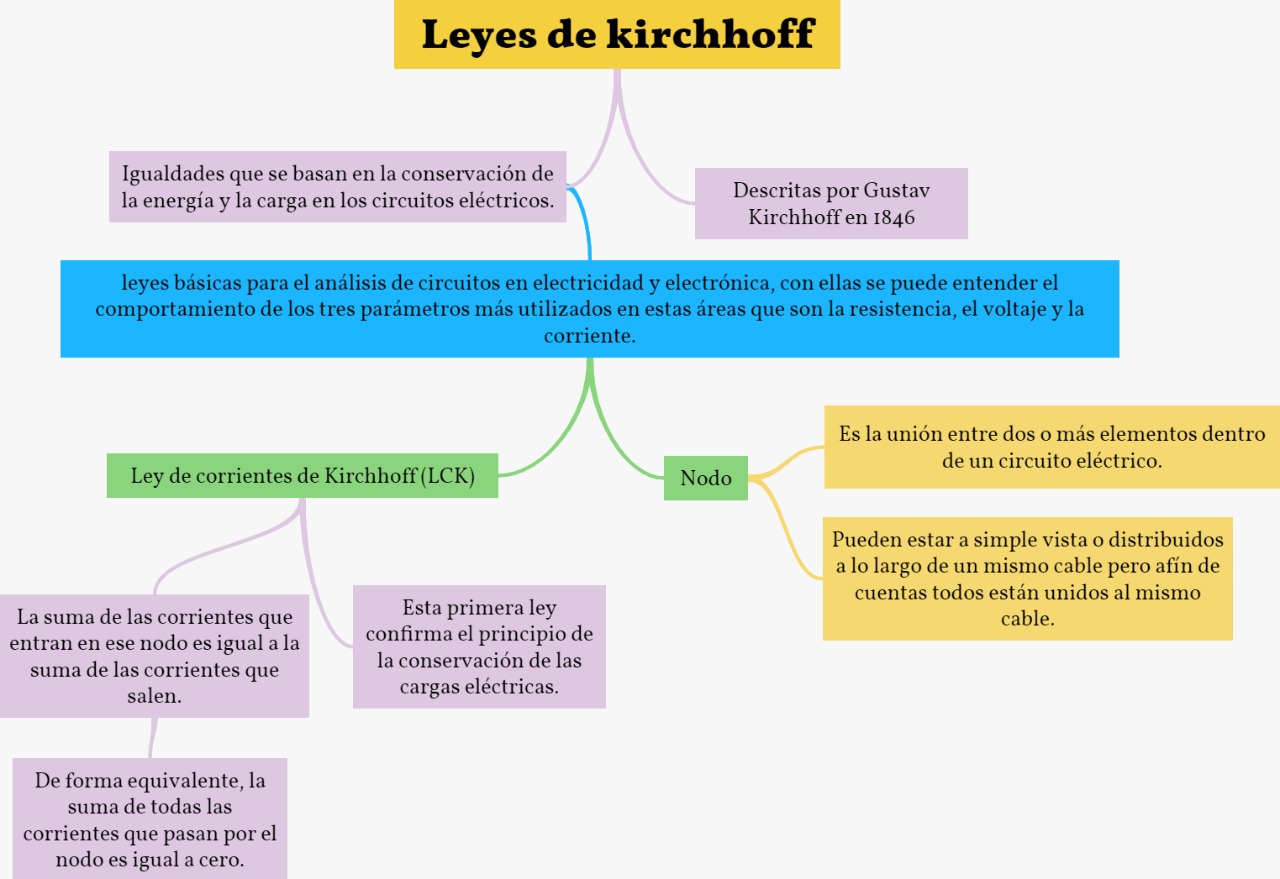 Leyes de kirchhoff
Igualdades que se basan en la conservación de
la energía y la carga en los circuitos eléctricos.
Descritas por Gustav
Kirchhoff en 1846
leyes básicas para el análisis de circuitos en electricidad y electrónica, con ellas se puede entender el
comportamiento de los tres parámetros más utilizados en estas áreas que son la resistencia, el voltaje y la
corriente.
Ley de corrientes de Kirchhoff (LCK)
Nodo
Es la unión entre dos o más elementos dentro
de un circuito eléctrico.
Pueden estar a simple vista o distribuidos
a lo largo de un mismo cable pero afín de
cuentas todos están unidos al mismo
cable.
La suma de las corrientes que
entran en ese nodo es igual a la
suma de las corrientes que
salen.
Esta primera ley
confirma el principio de
la conservación de las
cargas eléctricas.
De forma equivalente, la
suma de todas las
corrientes que pasan por el
nodo es igual a cero.